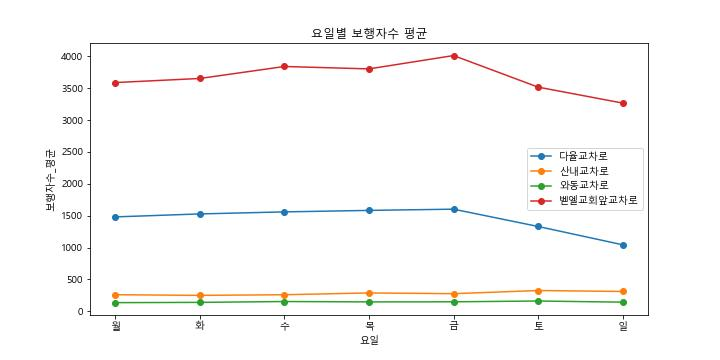 요일별 보행자수 평균
보행자수_평균
4000
3500
3000
2500
2000
1500
1000
500
0
다율교차로
산내교차로
와동교차로
벧엘교회앞교차로
월 화 수 목 금 토 일
요일